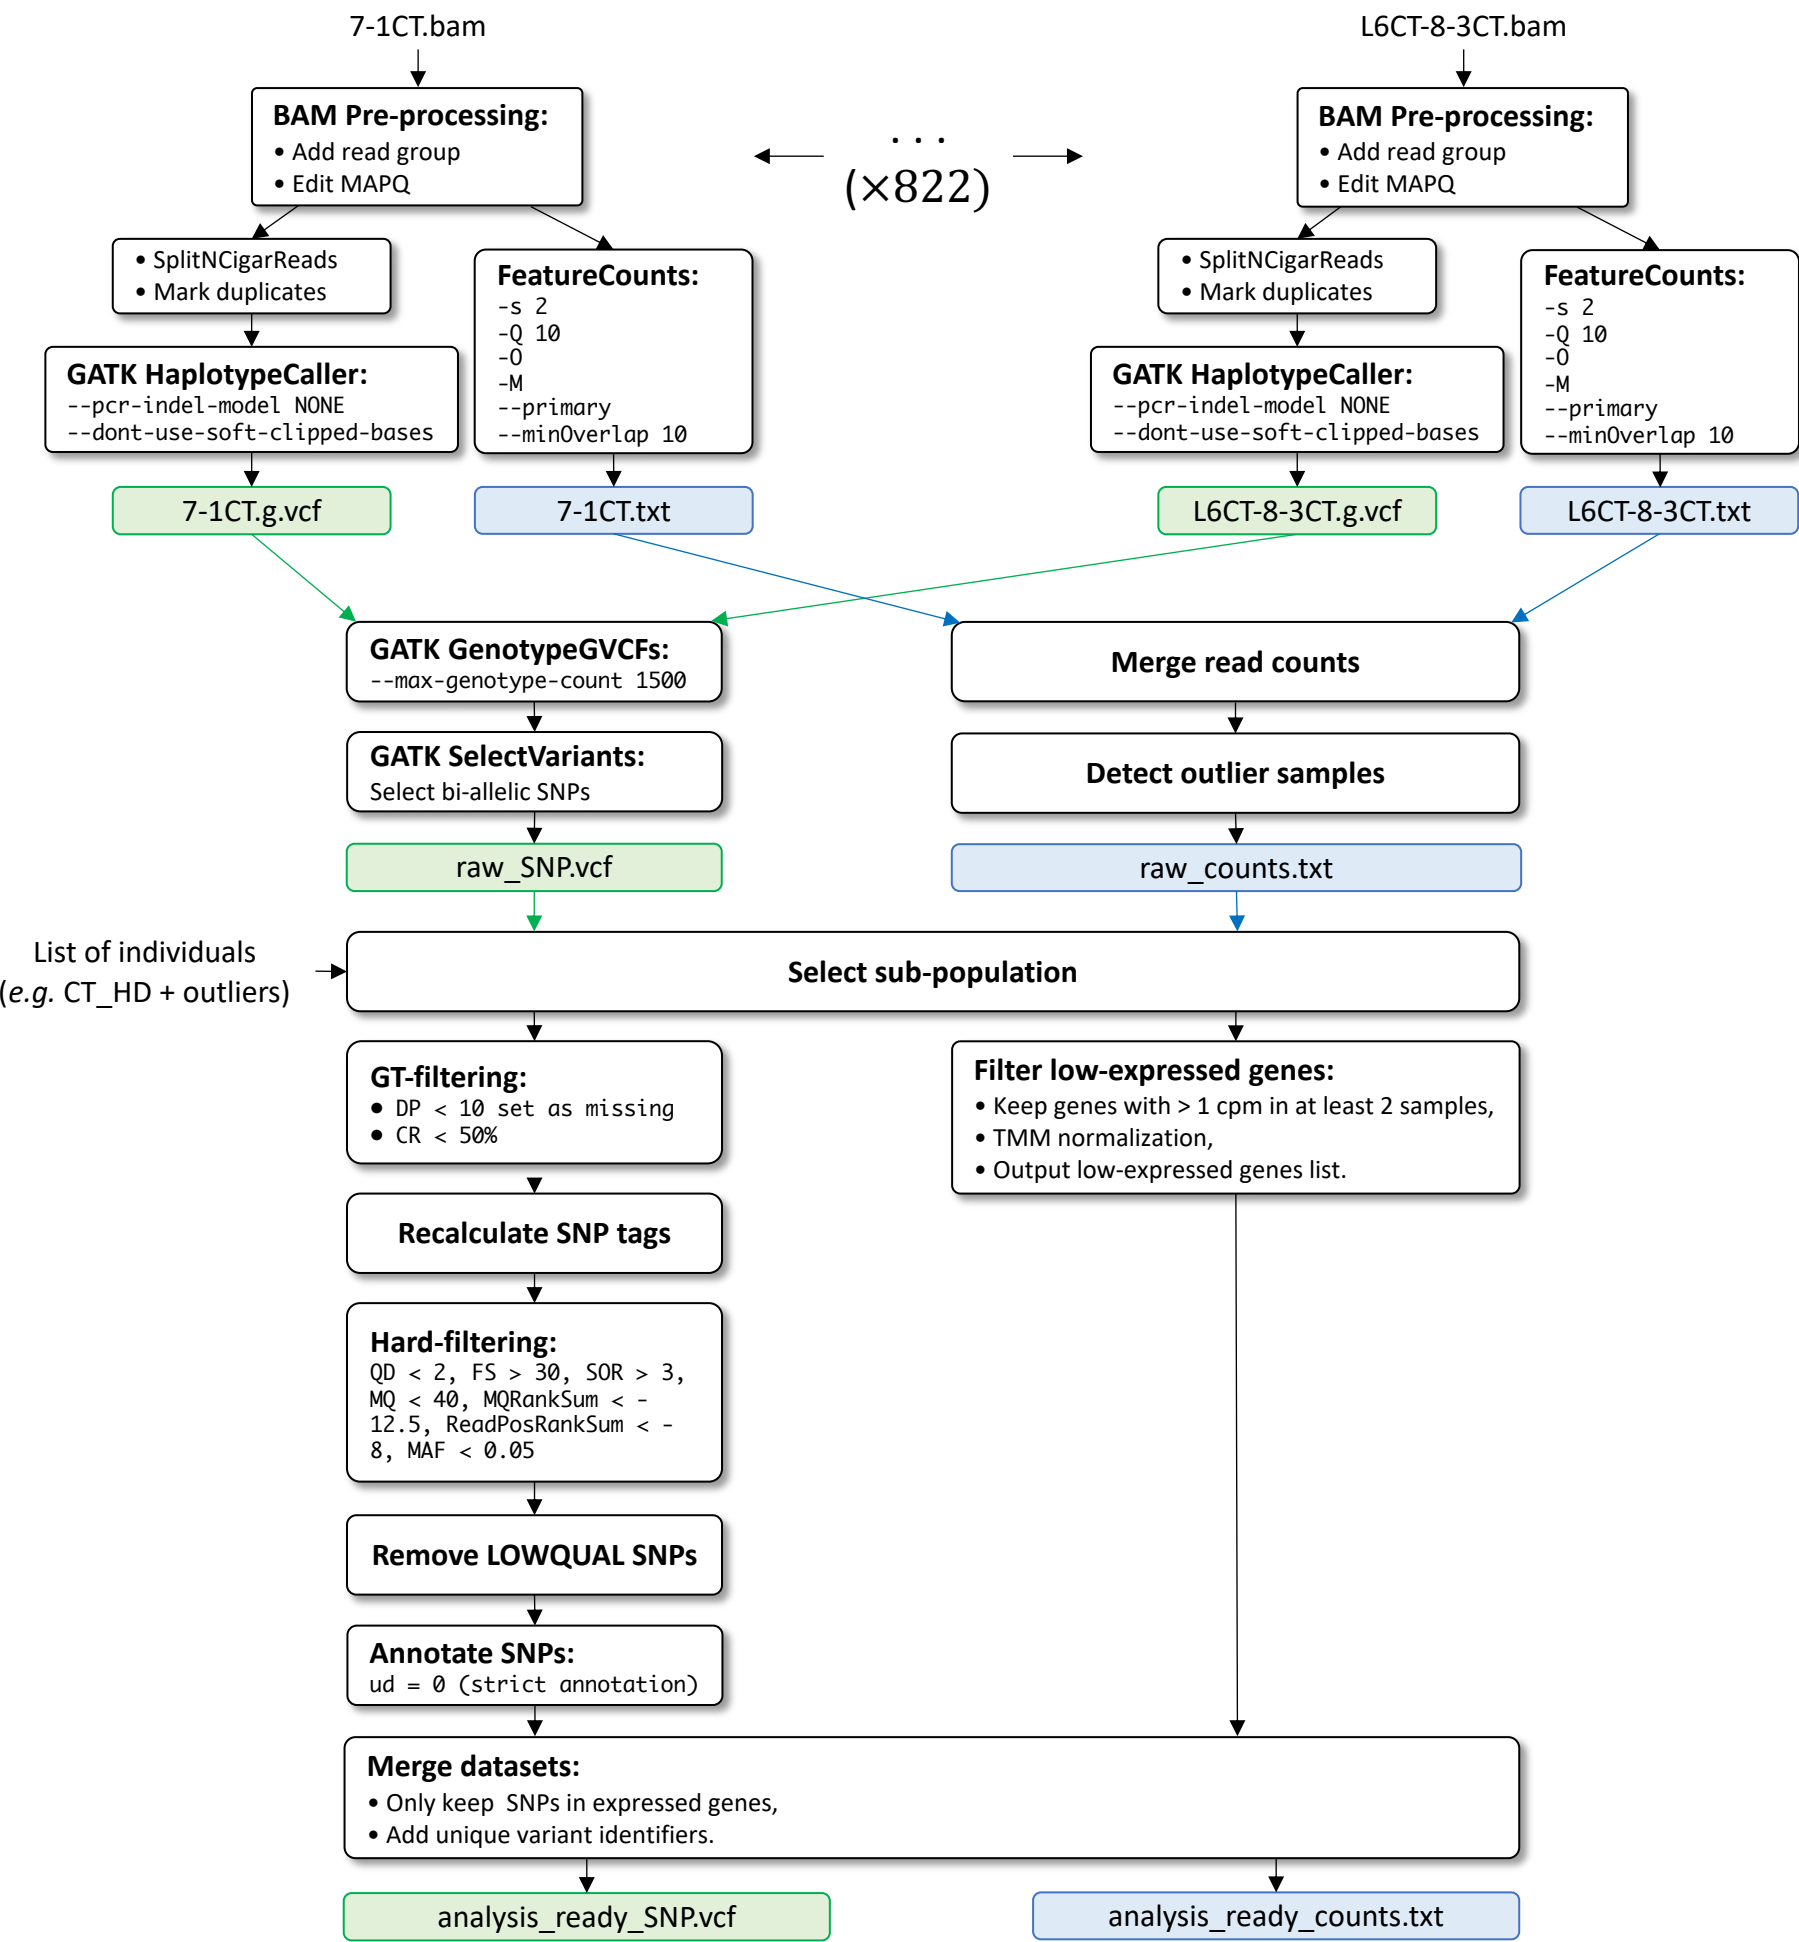 7-1CT.bam
L6CT-8-3CT.bam
BAM Pre-processing:
• Add read group
• Edit MAPQ
. . .
(×822)
BAM Pre-processing:
• Add read group
• Edit MAPQ
• SplitNCigarReads
• Mark duplicates
FeatureCounts:
-s 2
-Q 10
-O
-M
--primary
--minOverlap 10
GATK HaplotypeCaller:
--pcr-indel-model NONE
--dont-use-soft-clipped-bases
• SplitNCigarReads
• Mark duplicates
FeatureCounts:
-s 2
-Q 10
-O
-M
--primary
--minOverlap 10
GATK HaplotypeCaller:
--pcr-indel-model NONE
--dont-use-soft-clipped-bases
7-1CT.g.vcf
7-1CT.txt
L6CT-8-3CT.g.vcf
L6CT-8-3CT.txt
GATK GenotypeGVCFs:
--max-genotype-count 1500
Merge read counts
GATK SelectVariants:
Select bi-allelic SNPs
Detect outlier samples
raw_SNP.vcf
raw_counts.txt
List of individuals
(e.g. CT_HD + outliers)
Select sub-population
GT-filtering:
• DP < 10 set as missing
• CR < 50%
Filter low-expressed genes:
• Keep genes with > 1 cpm in at least 2 samples,
• TMM normalization,
• Output low-expressed genes list.
Recalculate SNP tags
Hard-filtering:
QD < 2, FS > 30, SOR > 3,
MQ < 40, MQRankSum < -
12.5, ReadPosRankSum < -
8, MAF < 0.05
Remove LOWQUAL SNPs
Annotate SNPs:
ud = 0 (strict annotation)
Merge datasets:
• Only keep  SNPs in expressed genes,
• Add unique variant identifiers.
analysis_ready_SNP.vcf
analysis_ready_counts.txt